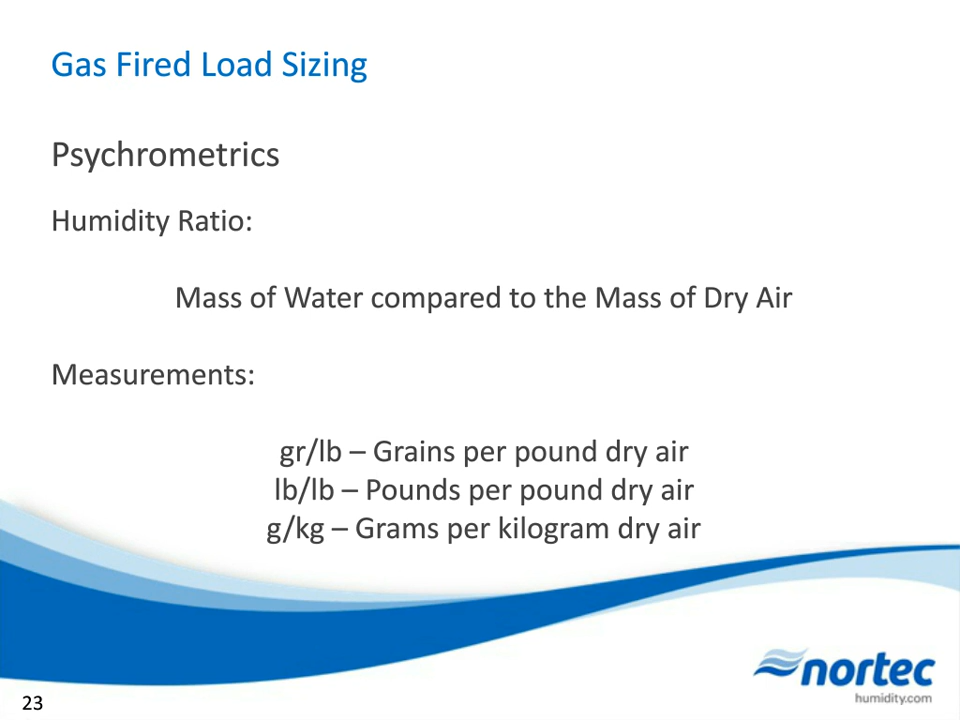 Gas Fired Load Sizing
Psychrometrics
Humidity Ratio:
Mass of Water compared to the Mass of Dry Air
Measurements:
gr/lb – Grains per pound dry air
lb/lb – Pounds per pound dry air
g/kg – Grams per kilogram dry air
nortec
humidity.com
23